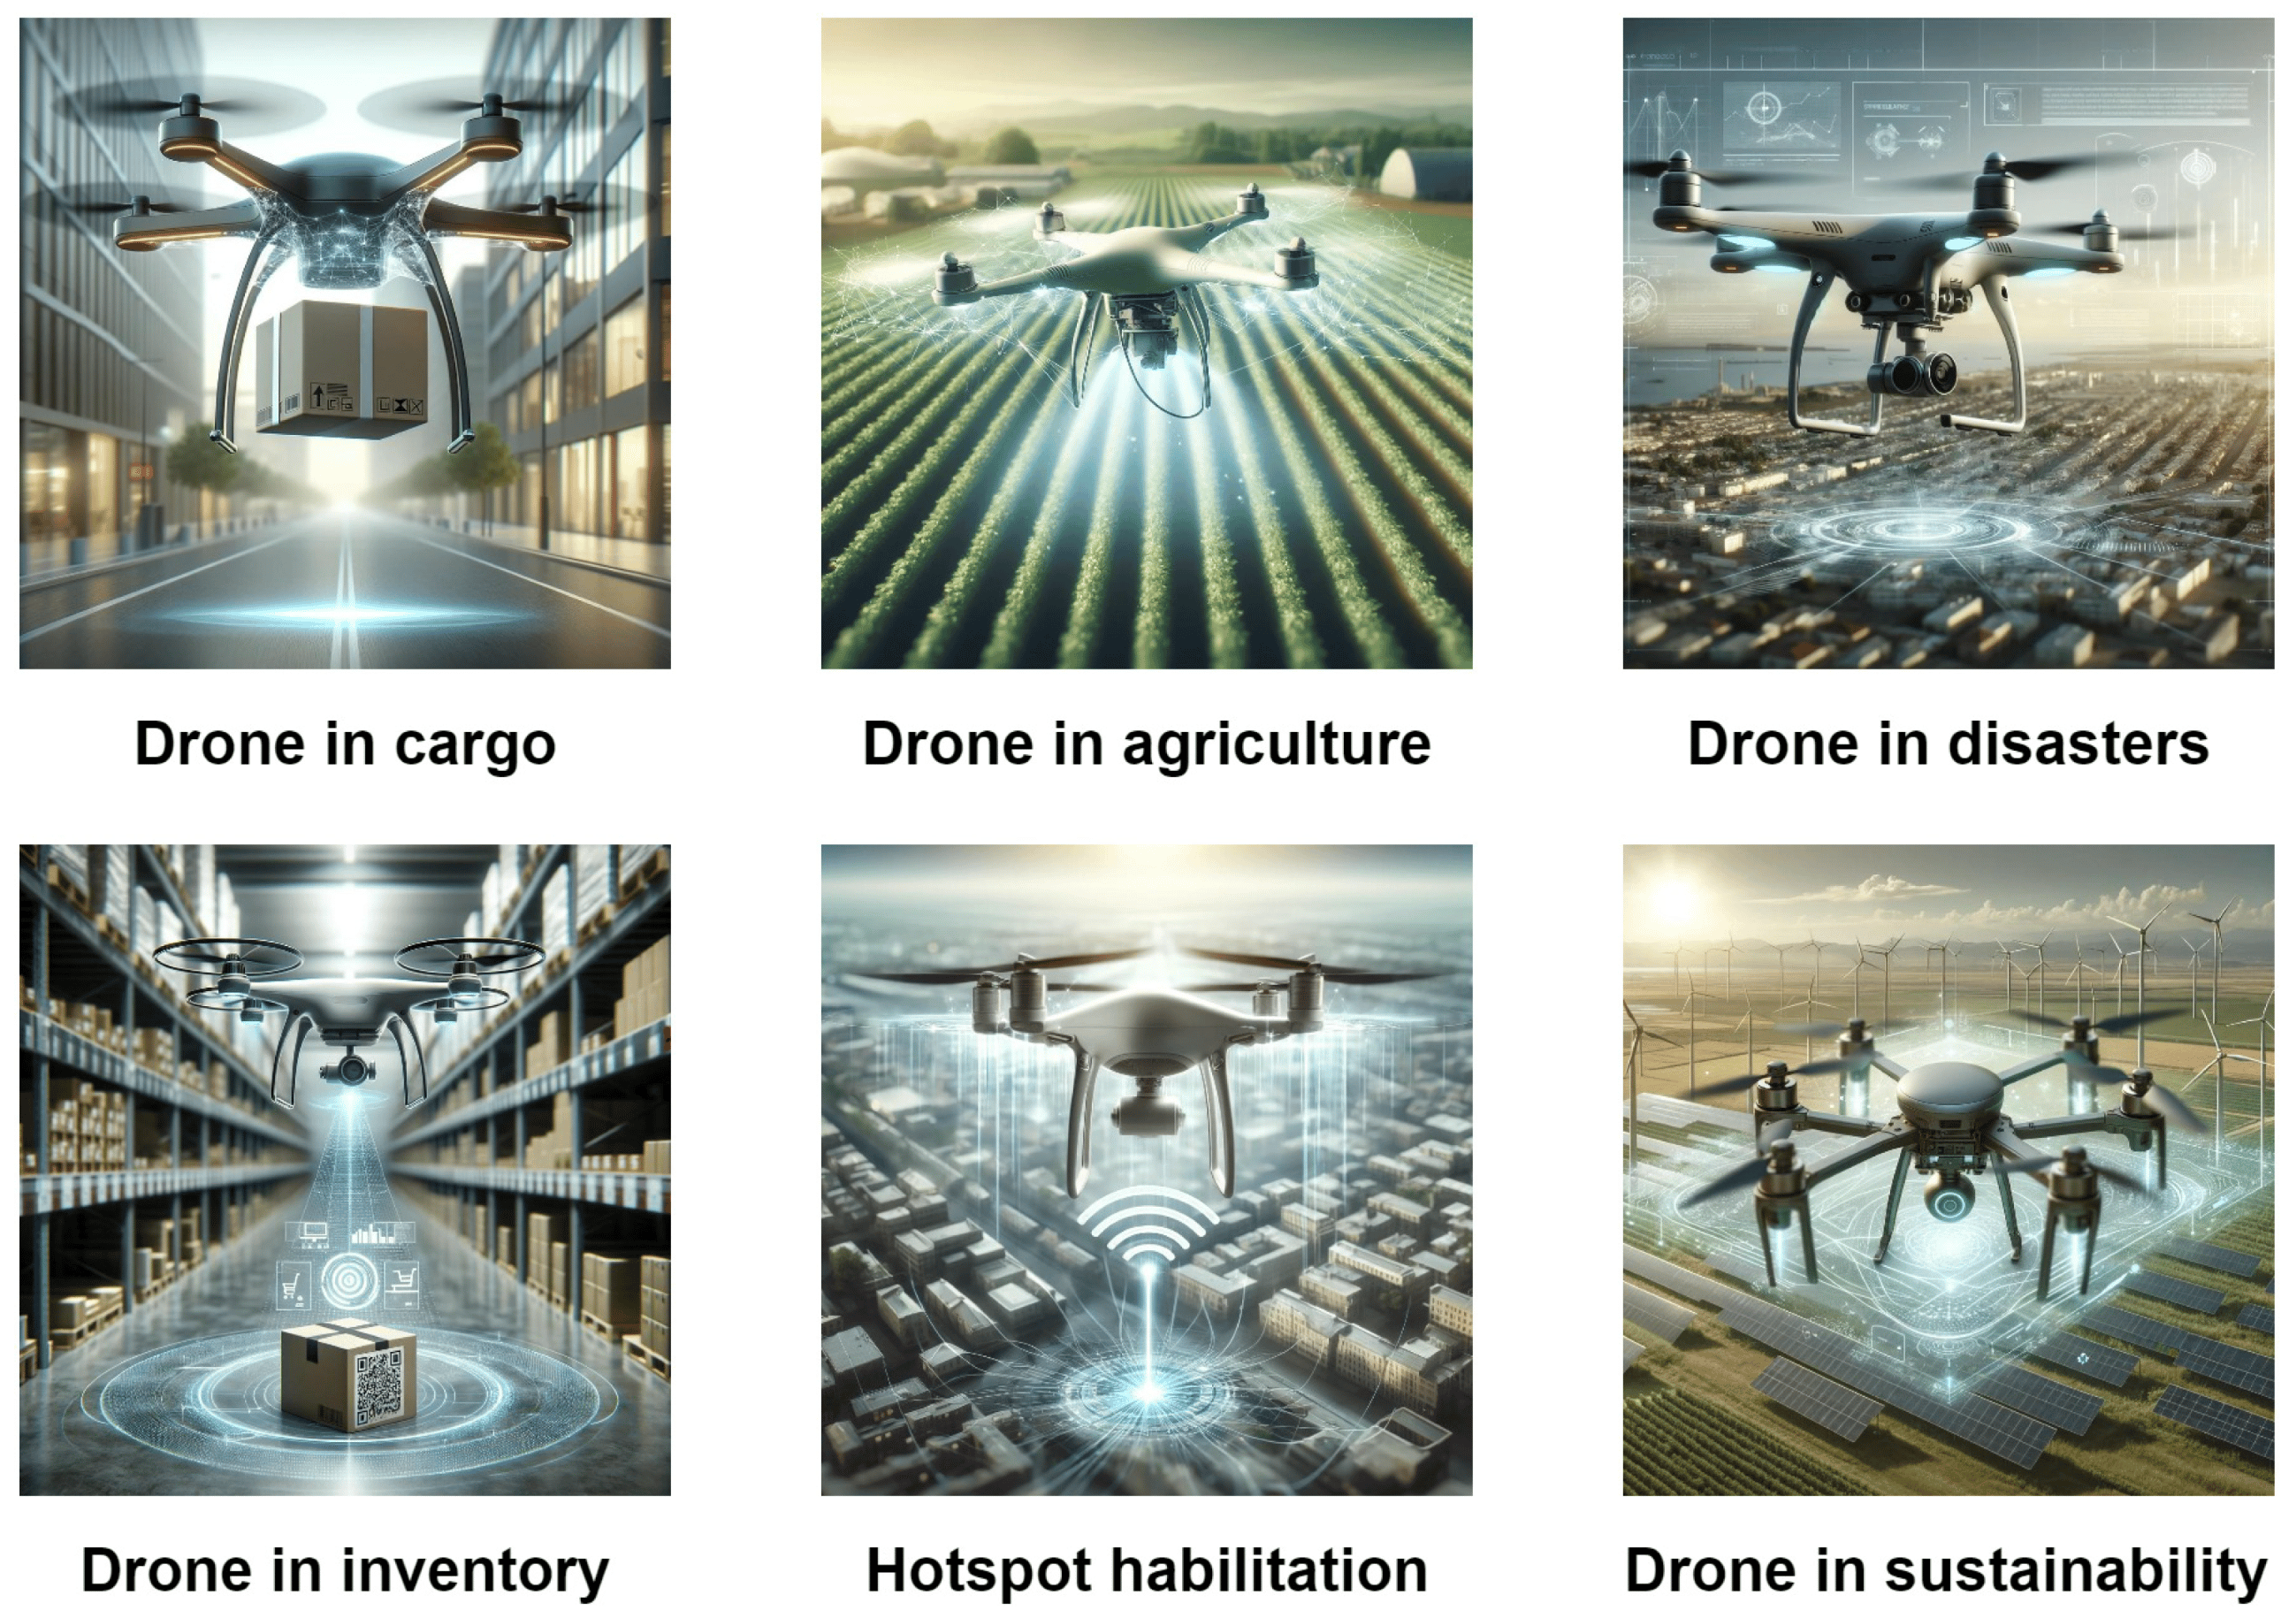 Drone in cargo
Drone in agriculture
Drone in disasters
Drone in inventory
Hotspot habilitation
Drone in sustainability